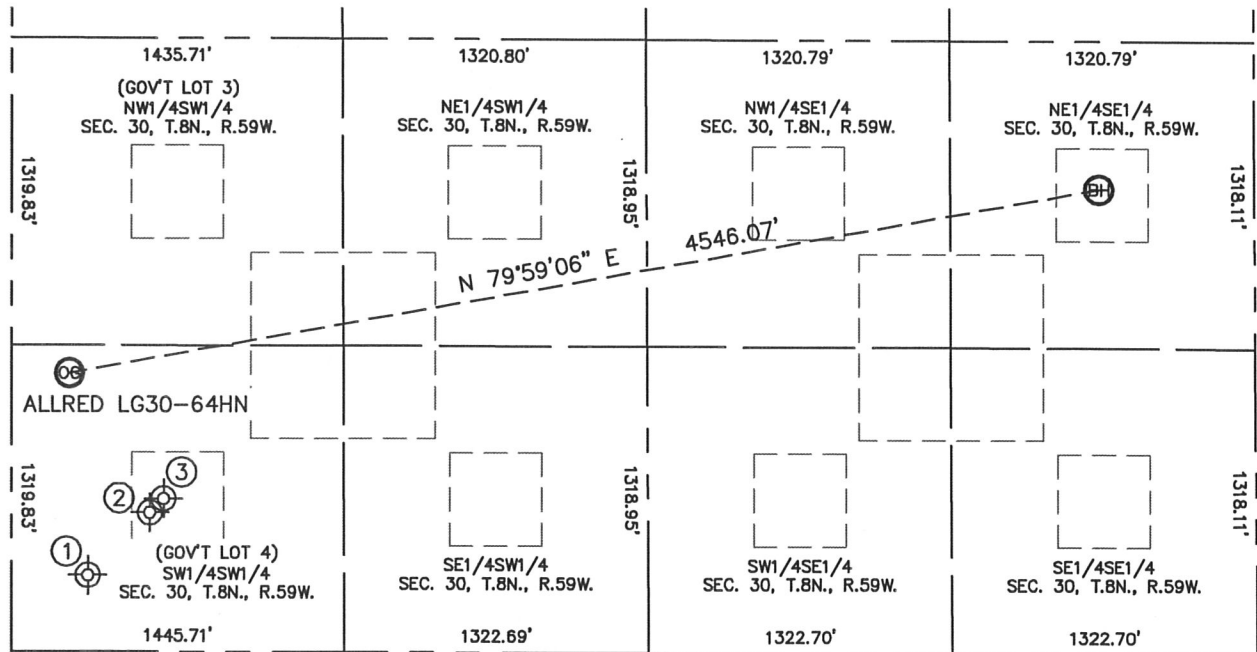 1435.71'
1320.80'
1320.79'
1320.79'
(GOV'T LOT 3)
NW1/4SW1/4
SEC. 30, T.8N., R.59W.
NE1/4SW1/4
SEC. 30, T.8N., R.59W.
NW1/4SE1/4
SEC. 30, T.8N., R.59W.
NE1/4SE1/4
SEC. 30, T.8N., R.59W.
1319.83'
1318.95'
1318.11'
BH
N 79°59'06" E 4546.07'
ALLRED LG30-64HN
1319.83'
1318.95'
1318.11'
3
2
1
(GOV'T LOT 4)
SW1/4SW1/4
SEC. 30, T.8N., R.59W.
SE1/4SW1/4
SEC. 30, T.8N., R.59W.
SW1/4SE1/4
SEC. 30, T.8N., R.59W.
SE1/4SE1/4
SEC. 30, T.8N., R.59W.
1445.71'
1322.69'
1322.70'
1322.70'